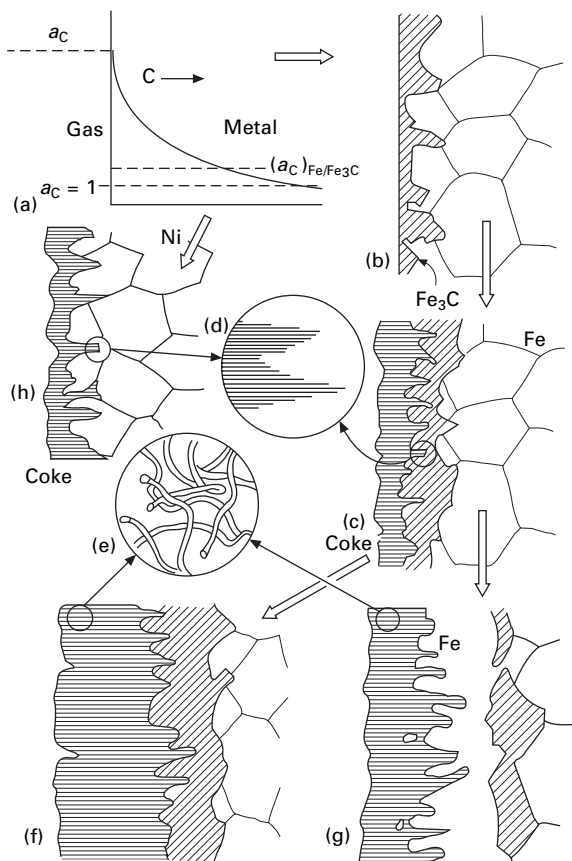 a_C
C
Gas
Metal
(a_C)_Fe/Fe₃C
a_C = 1
(a)
(b)
Fe₃C
Ni
(d)
Fe
(h)
Coke
(c)
Coke
(e)
Fe
(f)
(g)